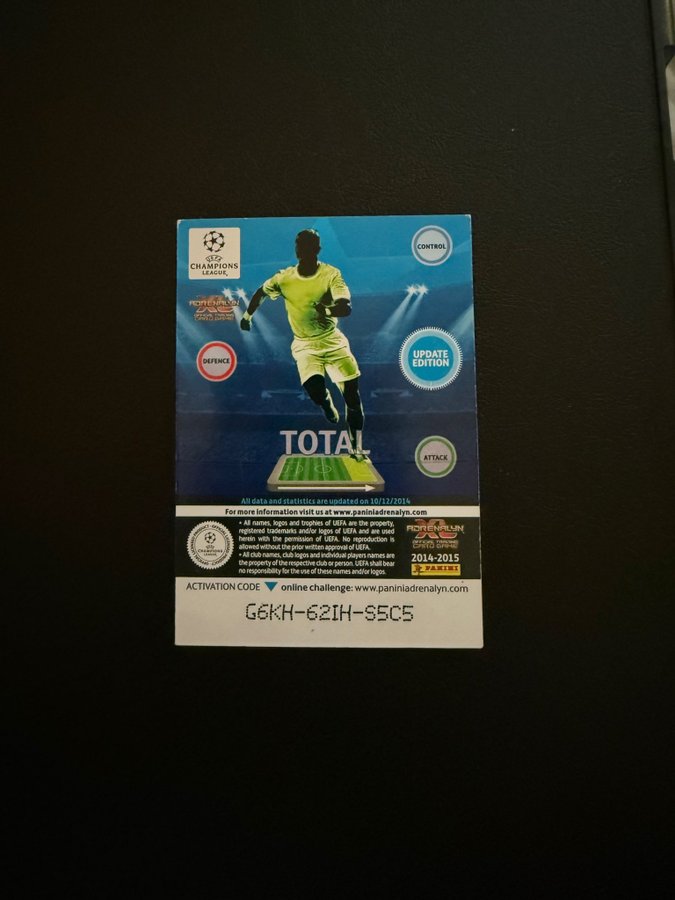 UEFA
CHAMPIONS
LEAGUE
CONTROL
ADRENALYN
XL
OFFICIAL TRADING
CARD GAME
DEFENCE
UPDATE
EDITION
TOTAL
ATTACK
All data and statistics are updated on 10/12/2014
For more information visit us at www.paniniadrenalyn.com
• All names, logos and trophies of UEFA are the property,
registered trademarks and/or logos of UEFA and are used
herein with the permission of UEFA. No reproduction is
allowed without the prior written approval of UEFA.
• All club names, club logos and individual players names are
the property of the respective club or person. UEFA shall bear
no responsibility for the use of these names and/or logos.
CHAMPIONS
LEAGUE
ADRENALYN
XL
OFFICIAL TRADING
CARD GAME
2014-2015
PANINI
ACTIVATION CODE online challenge: www.paniniadrenalyn.com
G6KH-62IH-S5C5